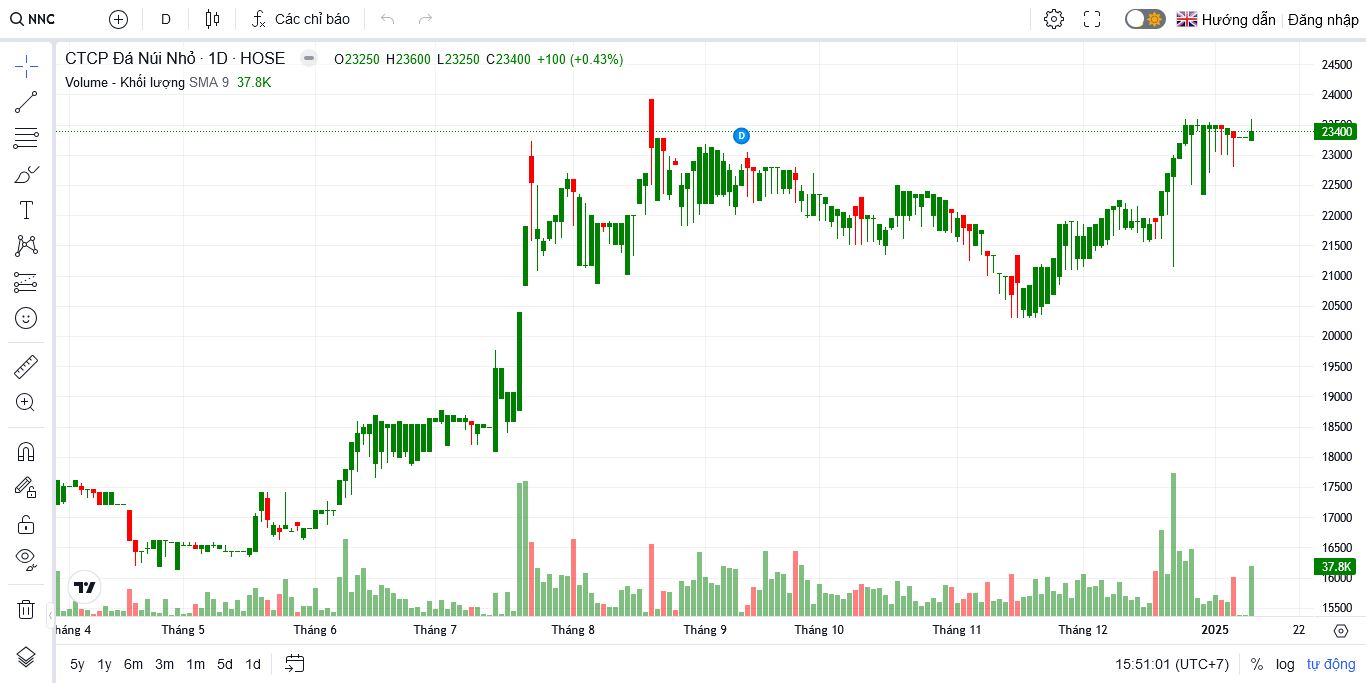 NNC D Các chỉ báo Hướng dẫn Đăng nhập
CTCP Đá Núi Nhỏ · 1D · HOSE O23250 H23600 L23250 C23400 +100 (+0.43%)
Volume - Khối lượng SMA 9 37.8K
D
24500
24000
23400
23000
22500
22000
21500
21000
20500
20000
19500
19000
18500
18000
17500
17000
16500
37.8K
16000
15500
háng 4 Tháng 5 Tháng 6 Tháng 7 Tháng 8 Tháng 9 Tháng 10 Tháng 11 Tháng 12 2025 22
5y 1y 6m 3m 1m 5d 1d 15:51:01 (UTC+7) % log tự động